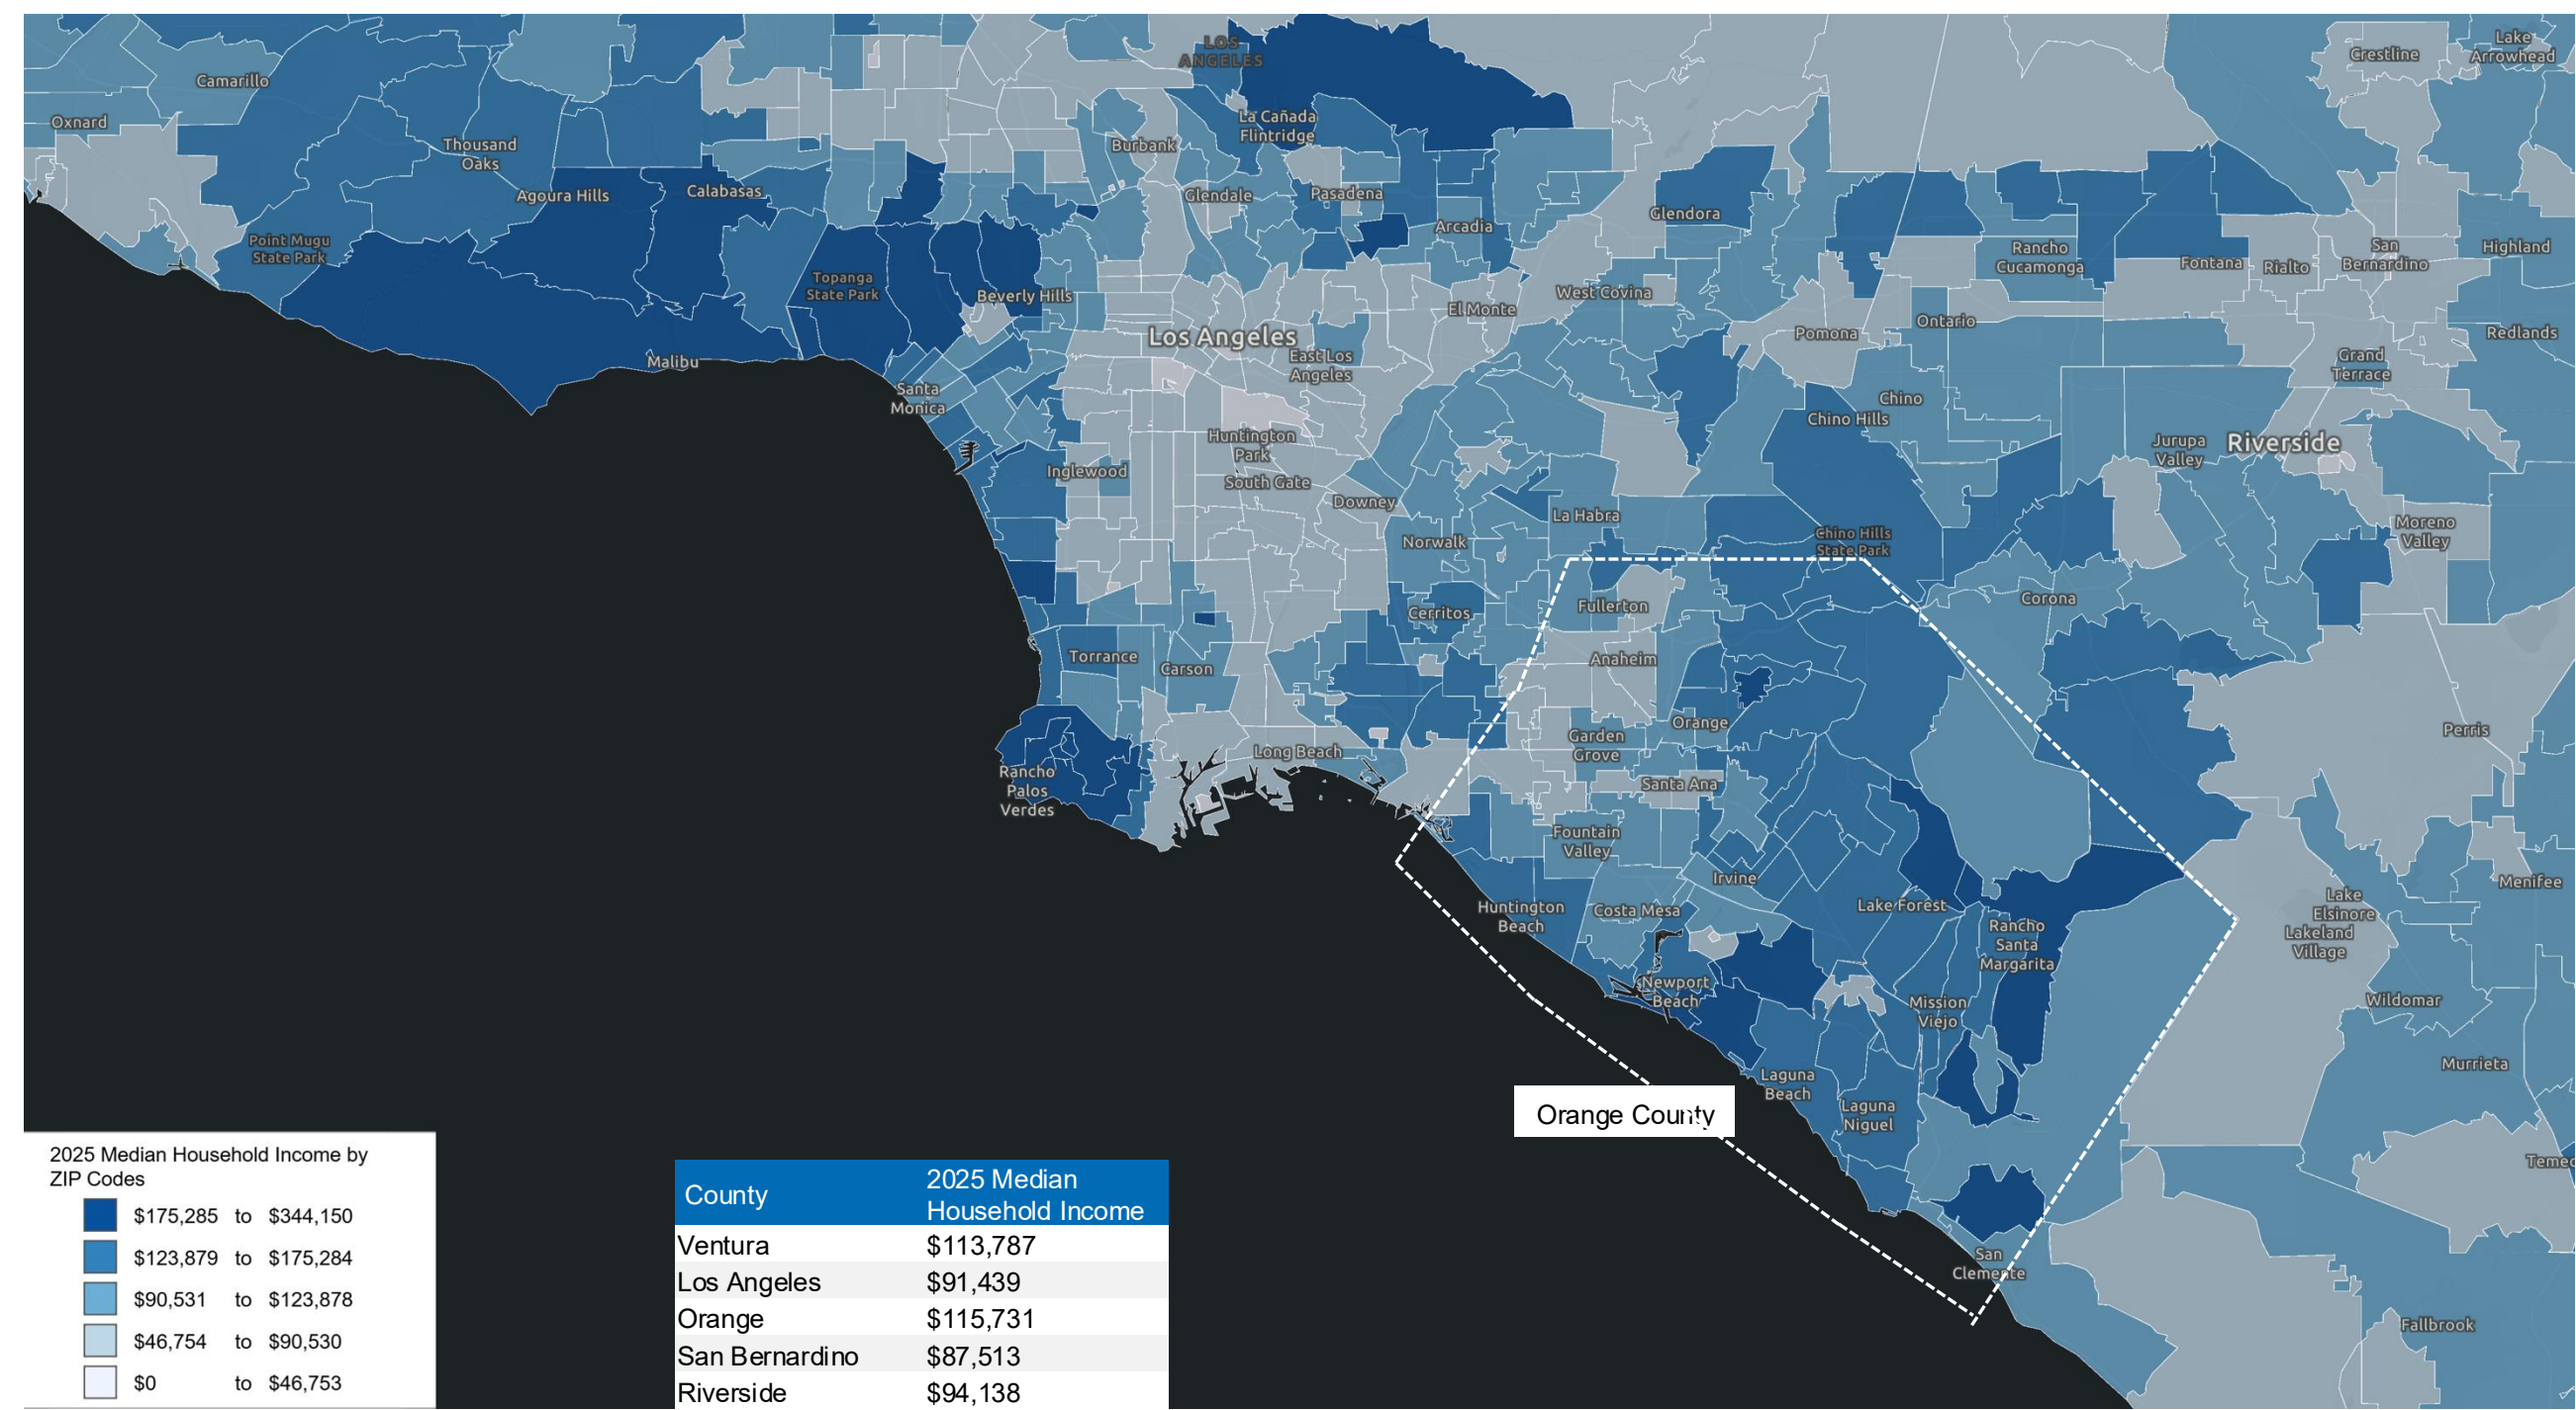 LOS
ANGELES
Crestline
Lake
Arrowhead
Camarillo
Oxnard
La Cañada
Flintridge
Thousand
Oaks
Burbank
Agoura Hills
Calabasas
Glendale
Pasadena
Arcadia
Glendora
Point Mugu
State Park
Rancho
Cucamonga
Fontana
Rialto
San
Bernardino
Highland
Topanga
State Park
Beverly Hills
West Covina
El Monte
Los Angeles
Pomona
Ontario
Redlands
East Los
Angeles
Grand
Terrace
Malibu
Santa
Monica
Chino
Chino Hills
Huntington
Park
Jurupa
Valley
Riverside
Inglewood
South Gate
Downey
La Habra
Norwalk
Chino Hills
State Park
Moreno
Valley
Cerritos
Fullerton
Corona
Torrance
Carson
Anaheim
Orange
Perris
Garden
Grove
Long Beach
Rancho
Palos
Verdes
Santa Ana
Fountain
Valley
Irvine
Menifee
Huntington
Beach
Costa Mesa
Lake Forest
Lake
Elsinore
Lakeland
Village
Rancho
Santa
Margarita
Newport
Beach
Mission
Viejo
Wildomar
Murrieta
Laguna
Beach
Laguna
Niguel
Orange County
Temec
San
Clemente
Fallbrook
2025 Median Household Income by
ZIP Codes
$175,285 to $344,150
$123,879 to $175,284
$90,531 to $123,878
$46,754 to $90,530
$0 to $46,753
County 2025 Median
Household Income
Ventura $113,787
Los Angeles $91,439
Orange $115,731
San Bernardino $87,513
Riverside $94,138